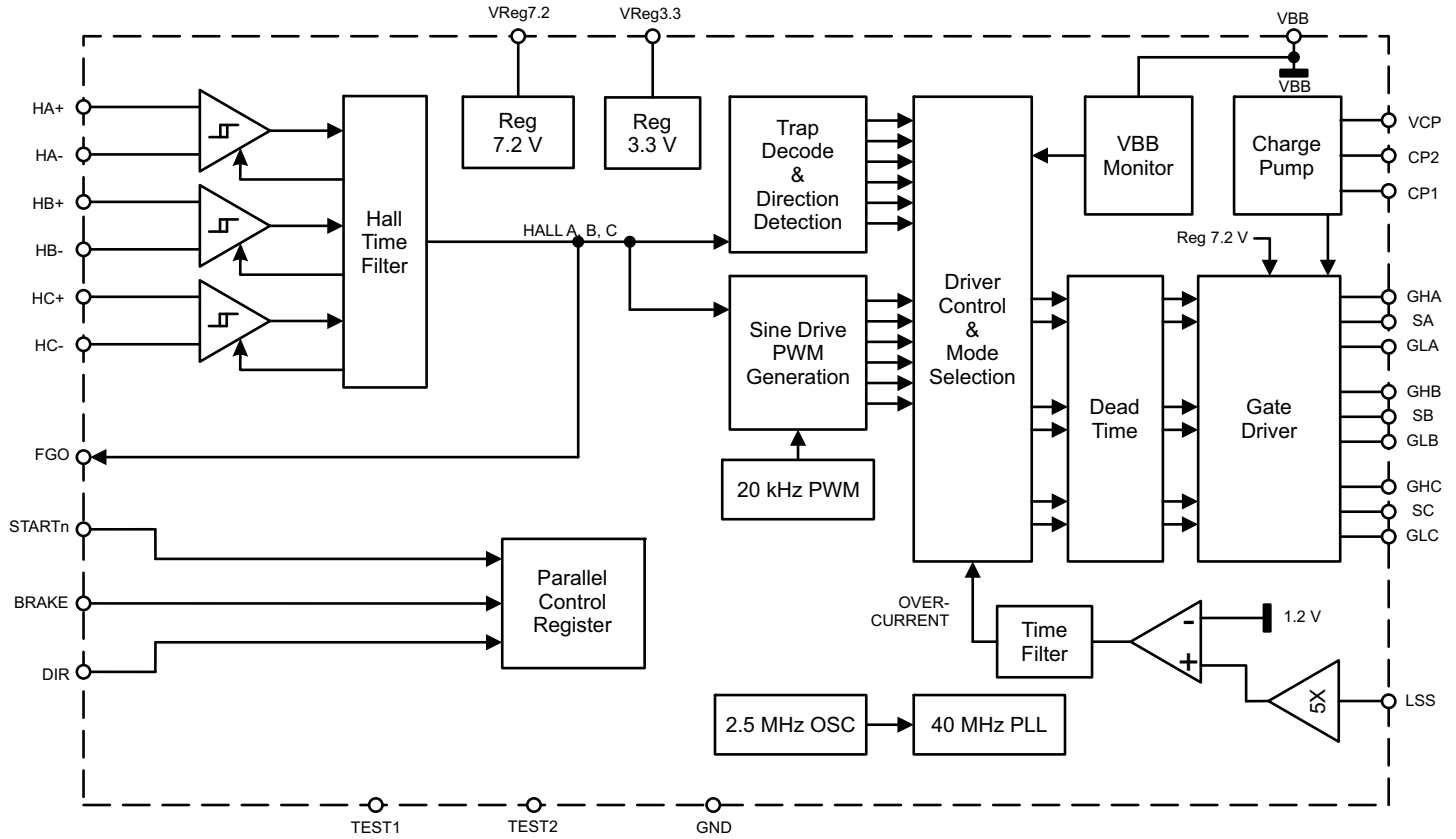 VReg7.2
VReg3.3
VBB
VBB
HA+
HA-
HB+
HB-
HC+
HC-
FGO
STARTn
BRAKE
DIR
Hall
Time
Filter
Reg
7.2 V
Reg
3.3 V
HALL A, B, C
Trap
Decode
&
Direction
Detection
Sine Drive
PWM
Generation
20 kHz PWM
Driver
Control
&
Mode
Selection
VBB
Monitor
Charge
Pump
Reg 7.2 V
Dead
Time
Gate
Driver
VCP
CP2
CP1
GHA
SA
GLA
GHB
SB
GLB
GHC
SC
GLC
Parallel
Control
Register
OVER-
CURRENT
Time
Filter
-
+
1.2 V
5X
LSS
2.5 MHz OSC
40 MHz PLL
TEST1
TEST2
GND